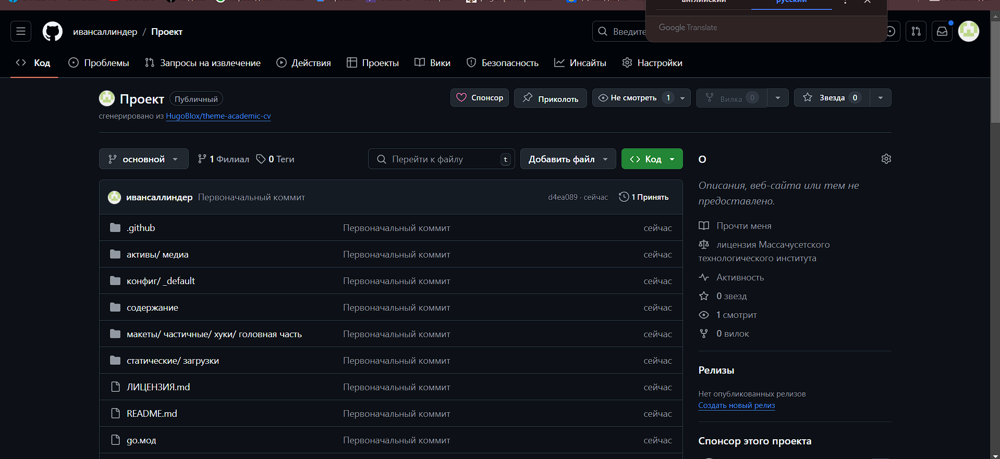 английский русский
Google Translate
ивансаллиндер / Проект
Введите
Код Проблемы Запросы на извлечение Действия Проекты Вики Безопасность Инсайты Настройки
Проект Публичный
Спонсор Приколоть Не смотреть 1 Вилка 0 Звезда 0
сгенерировано из HugoBlox/theme-academic-cv
основной 1 Филиал 0 Теги Перейти к файлу t Добавить файл Код
ивансаллиндер Первоначальный коммит d4ea089 · сейчас 1 Принять
.github Первоначальный коммит сейчас
активы/ медиа Первоначальный коммит сейчас
конфиг/ _default Первоначальный коммит сейчас
содержание Первоначальный коммит сейчас
макеты/ частичные/ хуки/ головная часть Первоначальный коммит сейчас
статические/ загрузки Первоначальный коммит сейчас
ЛИЦЕНЗИЯ.md Первоначальный коммит сейчас
README.md Первоначальный коммит сейчас
go.мод Первоначальный коммит сейчас
О
Описания, веб-сайта или тем не
предоставлено.
Прочти меня
лицензия Массачусетского
технологического института
Активность
0 звезд
1 смотрит
0 вилок
Релизы
Нет опубликованных релизов
Создать новый релиз
Спонсор этого проекта